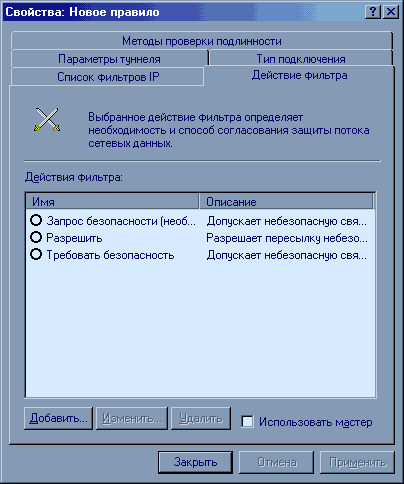 Свойства: Новое правило
Методы проверки подлинности
Параметры туннеля Тип подключения
Список фильтров IP Действие фильтра
Выбранное действие фильтра определяет
необходимость и способ согласования защиты потока
сетевых данных.
Действия фильтра:
Имя Описание
Запрос безопасности (необ... Допускает небезопасную свя...
Разрешить Разрешает пересылку небезо...
Требовать безопасность Допускает небезопасную свя...
Добавить... Изменить... Удалить Использовать мастер
Закрыть Отмена Применить